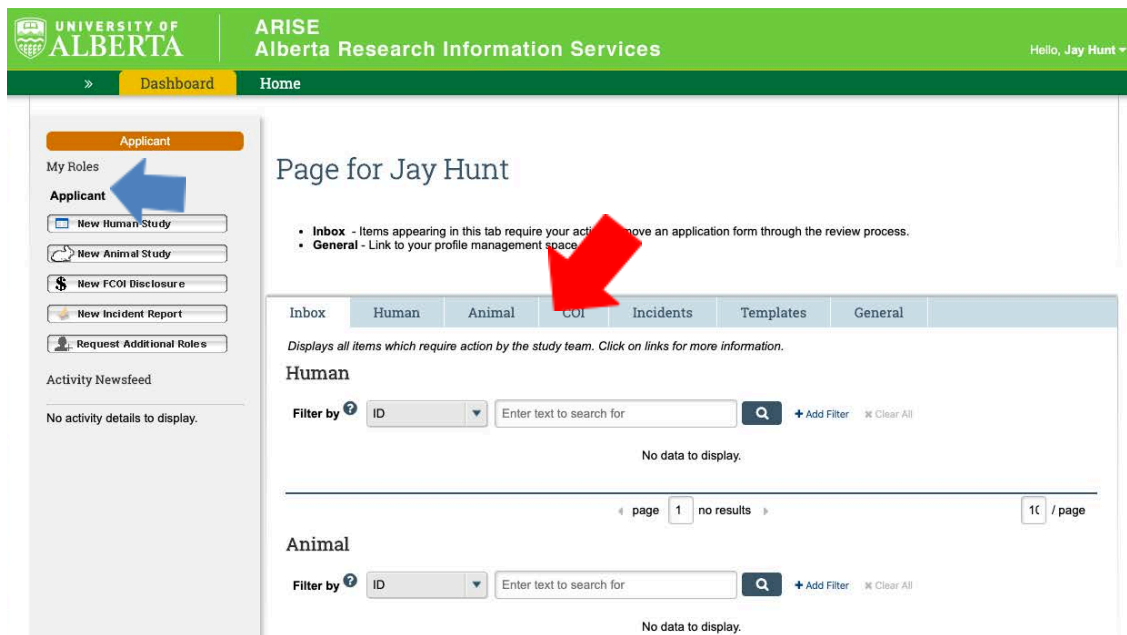 UNIVERSITY OF
ALBERTA
ARISE
Alberta Research Information Services
Hello, Jay Hunt
» Dashboard Home
Applicant
My Roles
Applicant
New Human Study
New Animal Study
New FCOI Disclosure
New Incident Report
Request Additional Roles
Activity Newsfeed
No activity details to display.
Page for Jay Hunt
• Inbox - Items appearing in this tab require your acti ove an application form through the review process.
• General - Link to your profile management space
Inbox Human Animal COI Incidents Templates General
Displays all items which require action by the study team. Click on links for more information.
Human
Filter by ? ID Enter text to search for + Add Filter ✖ Clear All
No data to display.
page 1 no results
10 / page
Animal
Filter by ? ID Enter text to search for + Add Filter ✖ Clear All
No data to display.